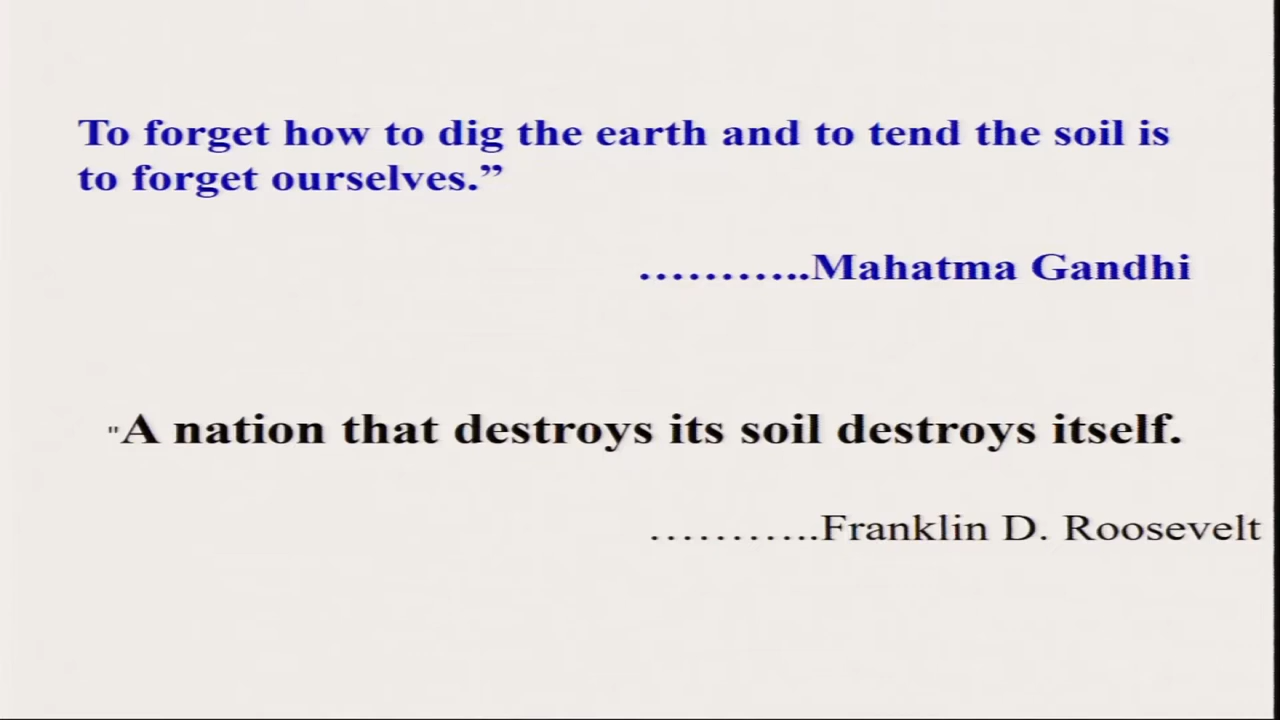 To forget how to dig the earth and to tend the soil is
to forget ourselves.”
………..Mahatma Gandhi
"A nation that destroys its soil destroys itself.
………..Franklin D. Roosevelt